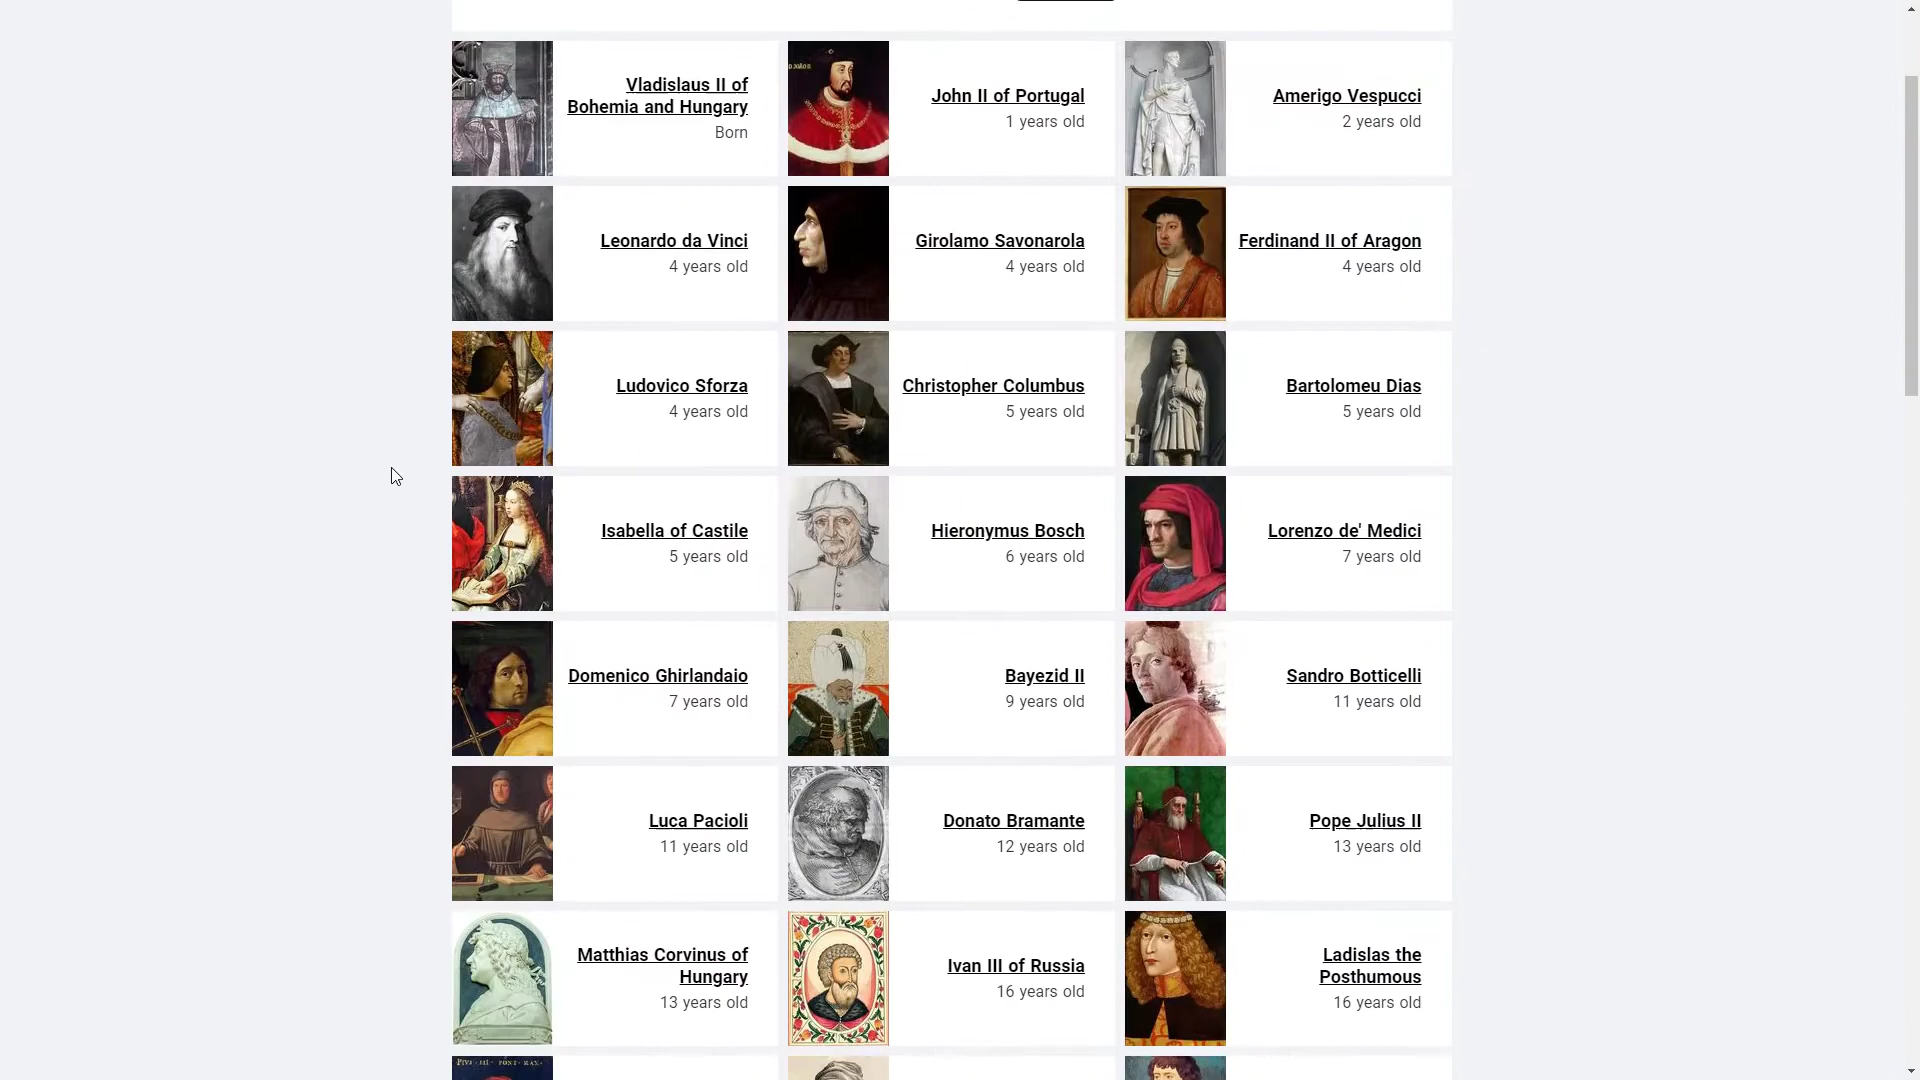 Vladislaus II of
Bohemia and Hungary
Born
John II of Portugal
1 years old
Amerigo Vespucci
2 years old
Leonardo da Vinci
4 years old
Girolamo Savonarola
4 years old
Ferdinand II of Aragon
4 years old
Ludovico Sforza
4 years old
Christopher Columbus
5 years old
Bartolomeu Dias
5 years old
Isabella of Castile
5 years old
Hieronymus Bosch
6 years old
Lorenzo de' Medici
7 years old
Domenico Ghirlandaio
7 years old
Bayezid II
9 years old
Sandro Botticelli
11 years old
Luca Pacioli
11 years old
Donato Bramante
12 years old
Pope Julius II
13 years old
Matthias Corvinus of
Hungary
13 years old
Ivan III of Russia
16 years old
Ladislas the
Posthumous
16 years old